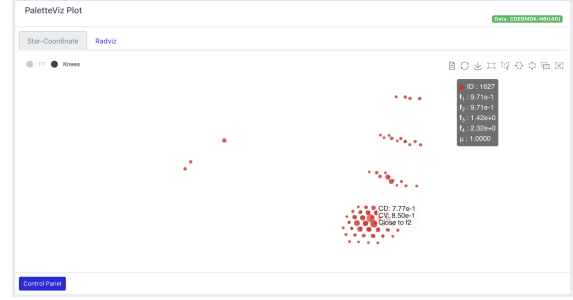 PaletteViz Plot
Data: CDEBMDK-NBI(4D)
Star-Coordinate
Radviz
PF
Knees
ID : 1627
f₁ : 9.71e-1
f₂ : 9.71e-1
f₃ : 1.42e+0
f₄ : 2.32e+0
μ : 1.0000
CD: 7.77e-1
CV: 8.50e-1
Close to f2
Control Panel